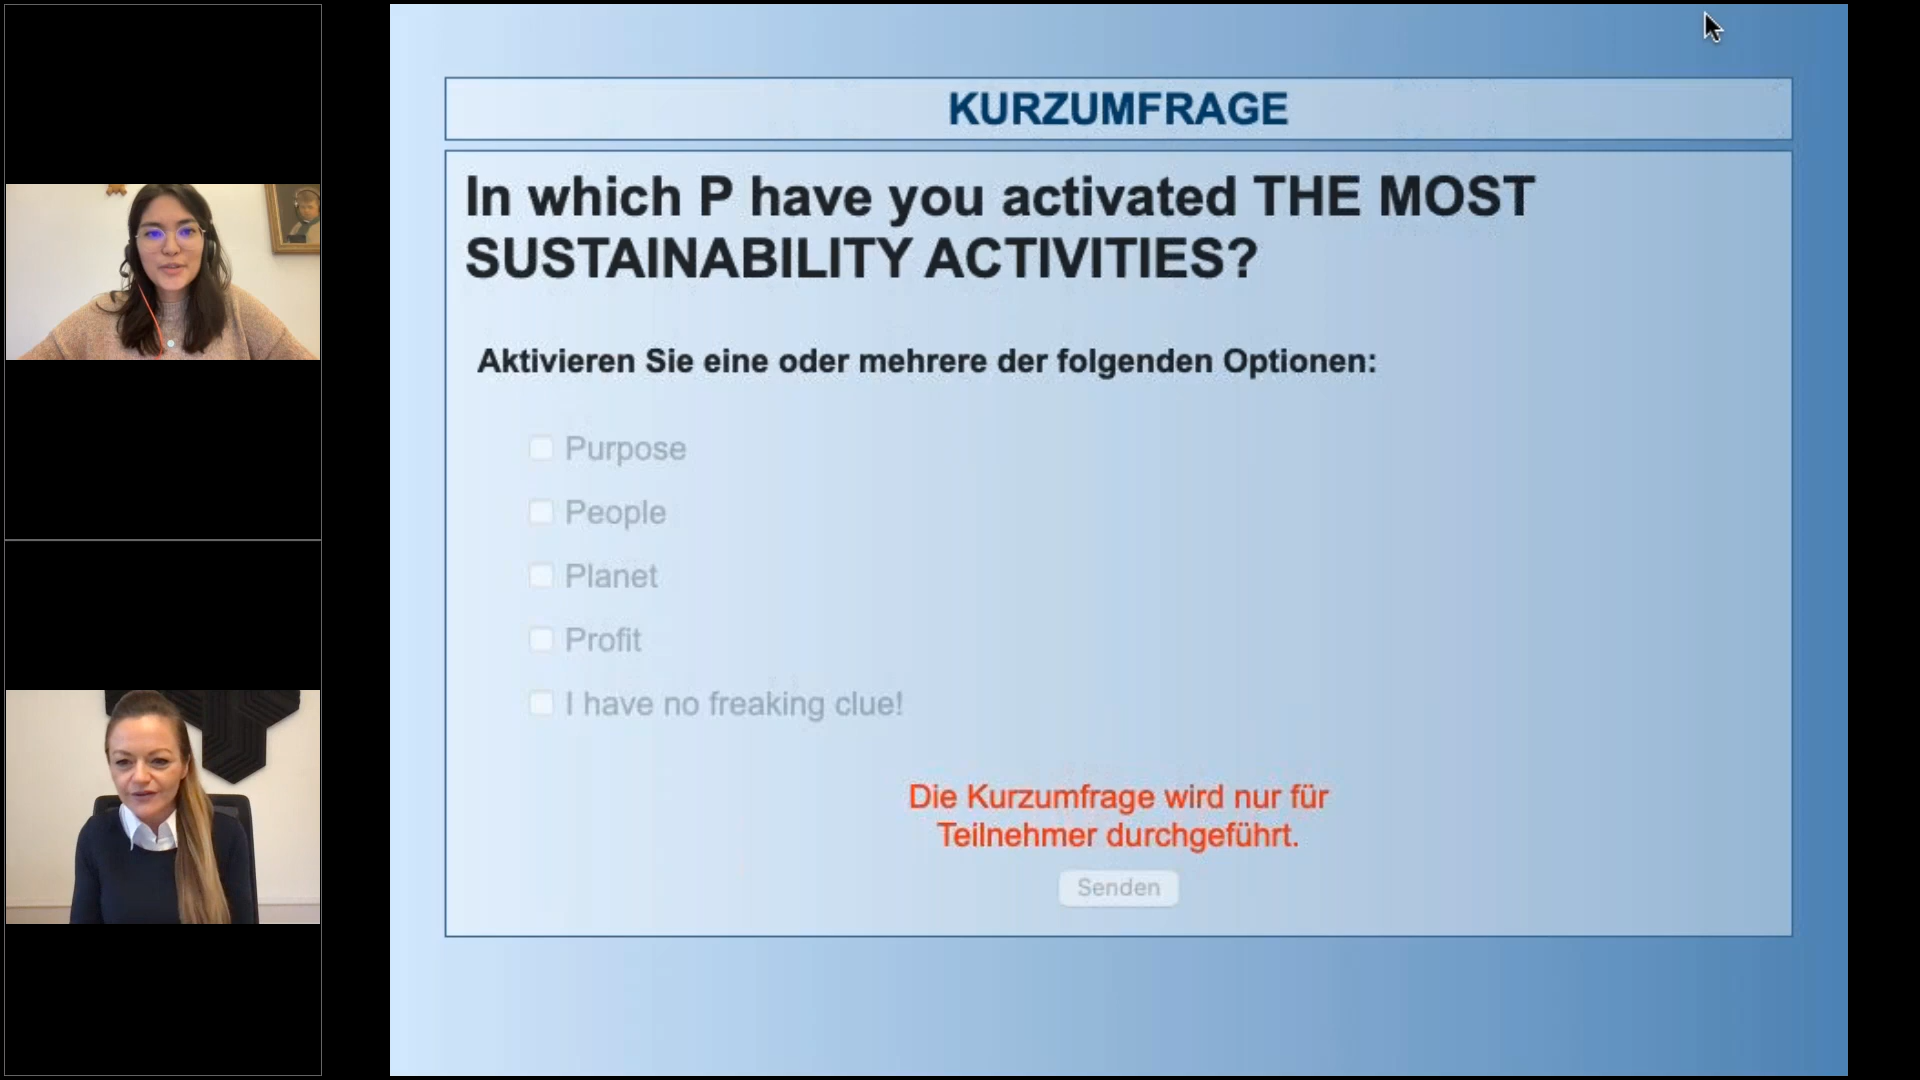 KURZUMFRAGE
In which P have you activated THE MOST
SUSTAINABILITY ACTIVITIES?
Aktivieren Sie eine oder mehrere der folgenden Optionen:
Purpose
People
Planet
Profit
I have no freaking clue!
Die Kurzumfrage wird nur für
Teilnehmer durchgeführt.
Senden